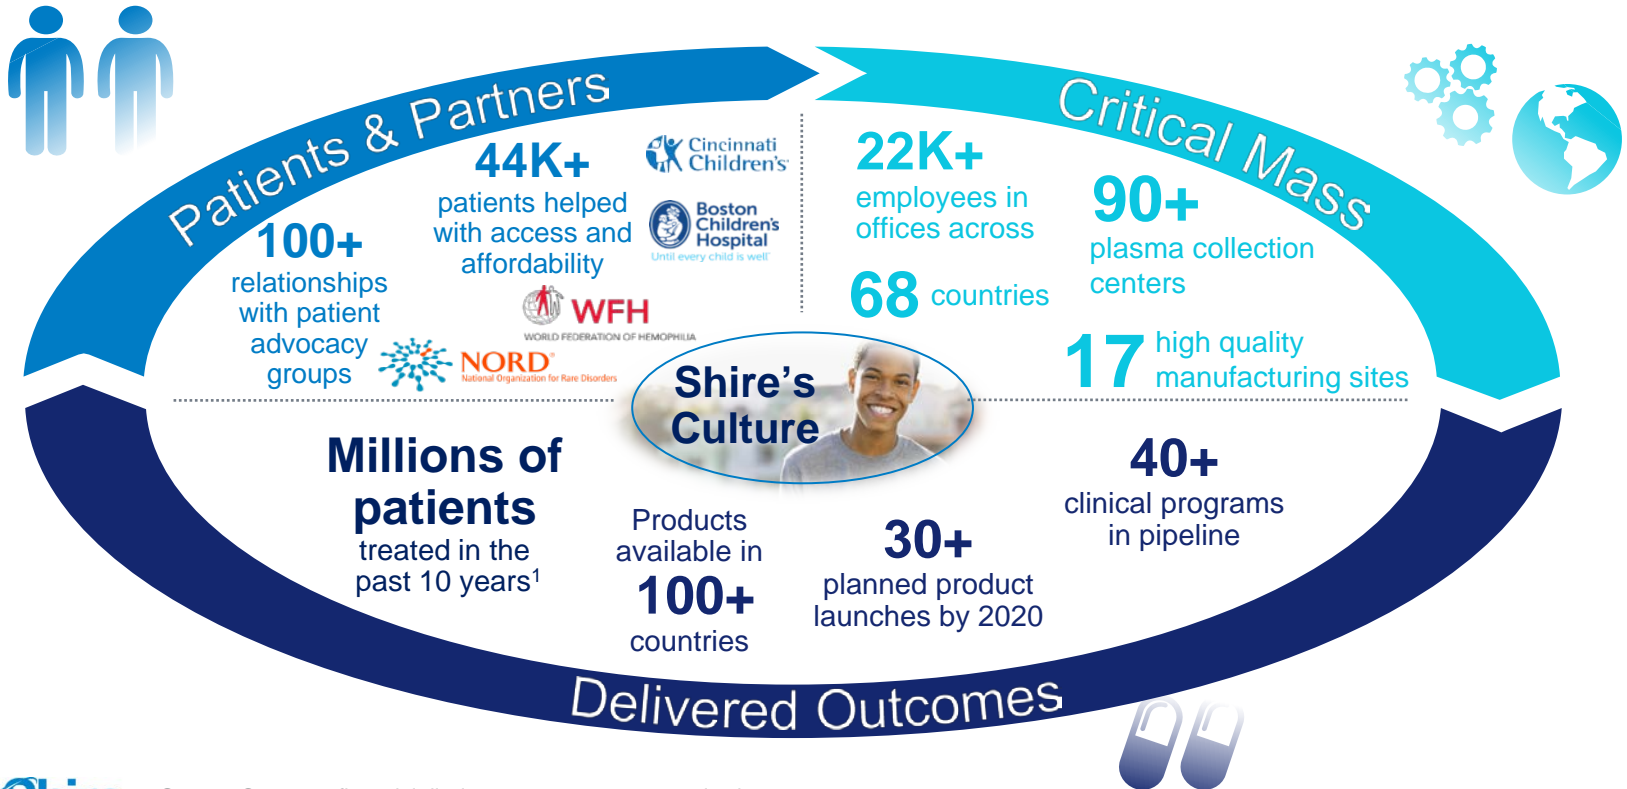 Patients & Partners
Critical Mass
44K+
patients helped
with access and
affordability
100+
relationships
with patient
advocacy
groups
Cincinnati
Children's
Boston
Children's
Hospital
Until every child is well
WFH
WORLD FEDERATION OF HEMOPHILIA
NORD®
National Organization for Rare Disorders
22K+
employees in
offices across
68 countries
90+
plasma collection
centers
17 high quality
manufacturing sites
Shire's
Culture
Millions of
patients
treated in the
past 10 years¹
Products
available in
100+
countries
30+
planned product
launches by 2020
40+
clinical programs
in pipeline
Delivered Outcomes